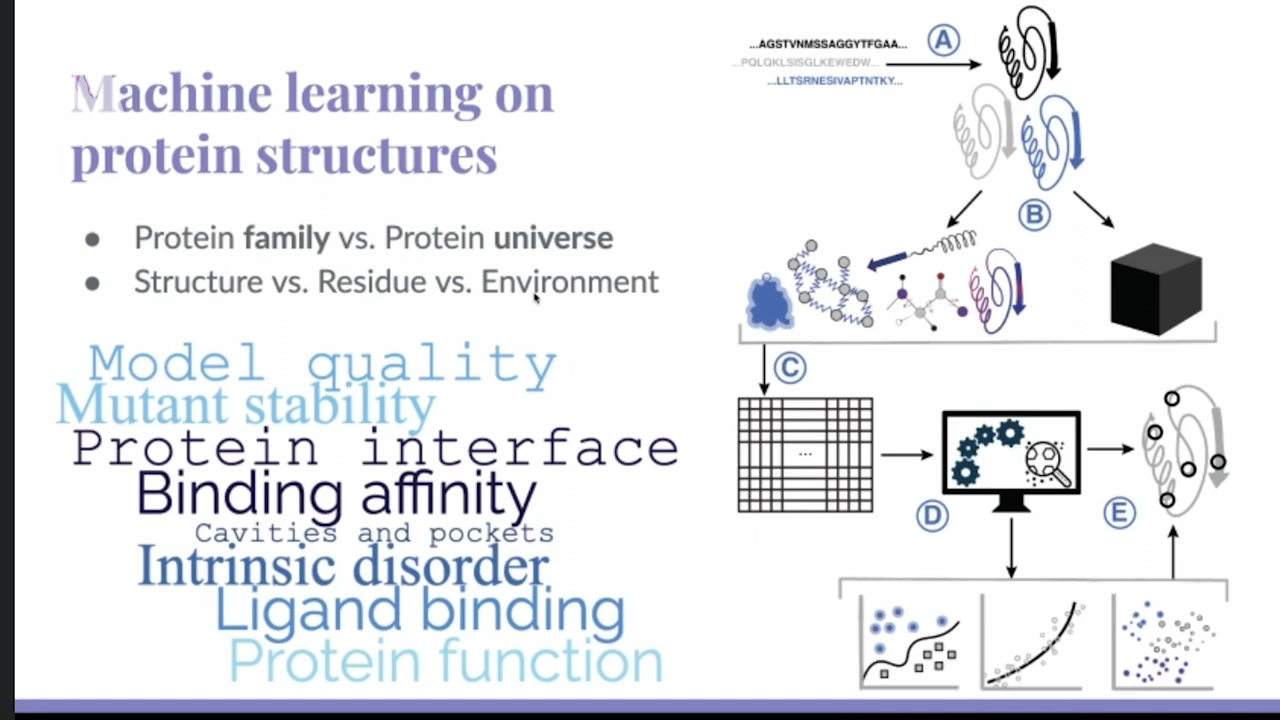 Machine learning on
protein structures
● Protein family vs. Protein universe
● Structure vs. Residue vs. Environment
Model quality
Mutant stability
Protein interface
Binding affinity
Cavities and pockets
Intrinsic disorder
Ligand binding
Protein function
...AGSTVNMSSAGGYTFGAA...
...PQLQKLSISGLKEWEDW...
...LLTSRNESIVAPTNTKY...
A
B
C
...
D
E